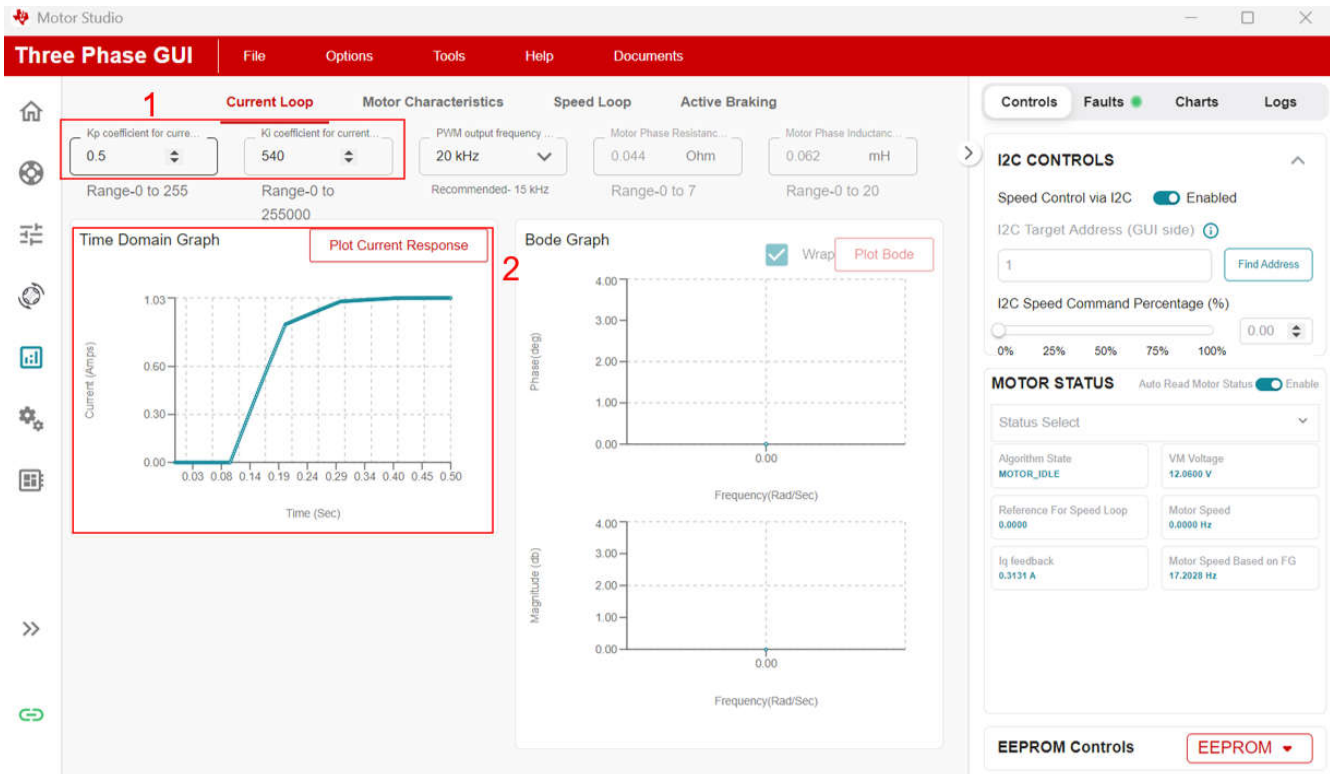 Motor Studio
Three Phase GUI File Options Tools Help Documents
1
Current Loop Motor Characteristics Speed Loop Active Braking
Kp coefficient for curre...
0.5
Range-0 to 255
Ki coefficient for current...
540
Range-0 to
255000
PWM output frequency ...
20 kHz
Recommended- 15 kHz
Motor Phase Resistanc...
0.044 Ohm
Range-0 to 7
Motor Phase Inductanc...
0.062 mH
Range-0 to 20
Time Domain Graph
Plot Current Response
2
1.03
0.60
0.30
0.00
Current (Amps)
0.03 0.08 0.14 0.19 0.24 0.29 0.34 0.40 0.45 0.50
Time (Sec)
Bode Graph
Wrap
Plot Bode
4.00
3.00
2.00
1.00
0.00
Phase(deg)
0.00
Frequency(Rad/Sec)
4.00
3.00
2.00
1.00
0.00
Magnitude (db)
0.00
Frequency(Rad/Sec)
Controls Faults Charts Logs
I2C CONTROLS
Speed Control via I2C Enabled
I2C Target Address (GUI side)
1
Find Address
I2C Speed Command Percentage (%)
0.00
0% 25% 50% 75% 100%
MOTOR STATUS Auto Read Motor Status Enable
Status Select
Algorithm State
MOTOR_IDLE
VM Voltage
12.0600 V
Reference For Speed Loop
0.0000
Motor Speed
0.0000 Hz
Iq feedback
0.3131 A
Motor Speed Based on FG
17.2028 Hz
EEPROM Controls
EEPROM